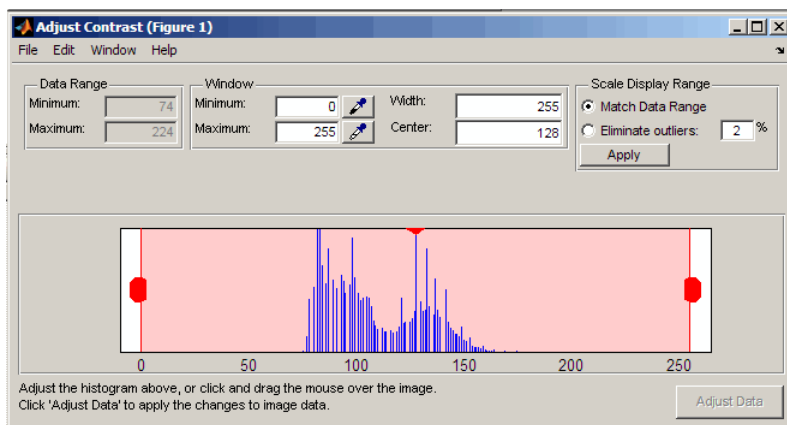 Adjust Contrast (Figure 1)
File Edit Window Help
Data Range
Minimum: 74
Maximum: 224
Window
Minimum: 0
Maximum: 255
Width: 255
Center: 128
Scale Display Range
Match Data Range
Eliminate outliers: 2 %
Apply
0 50 100 150 200 250
Adjust the histogram above, or click and drag the mouse over the image.
Click 'Adjust Data' to apply the changes to image data.
Adjust Data